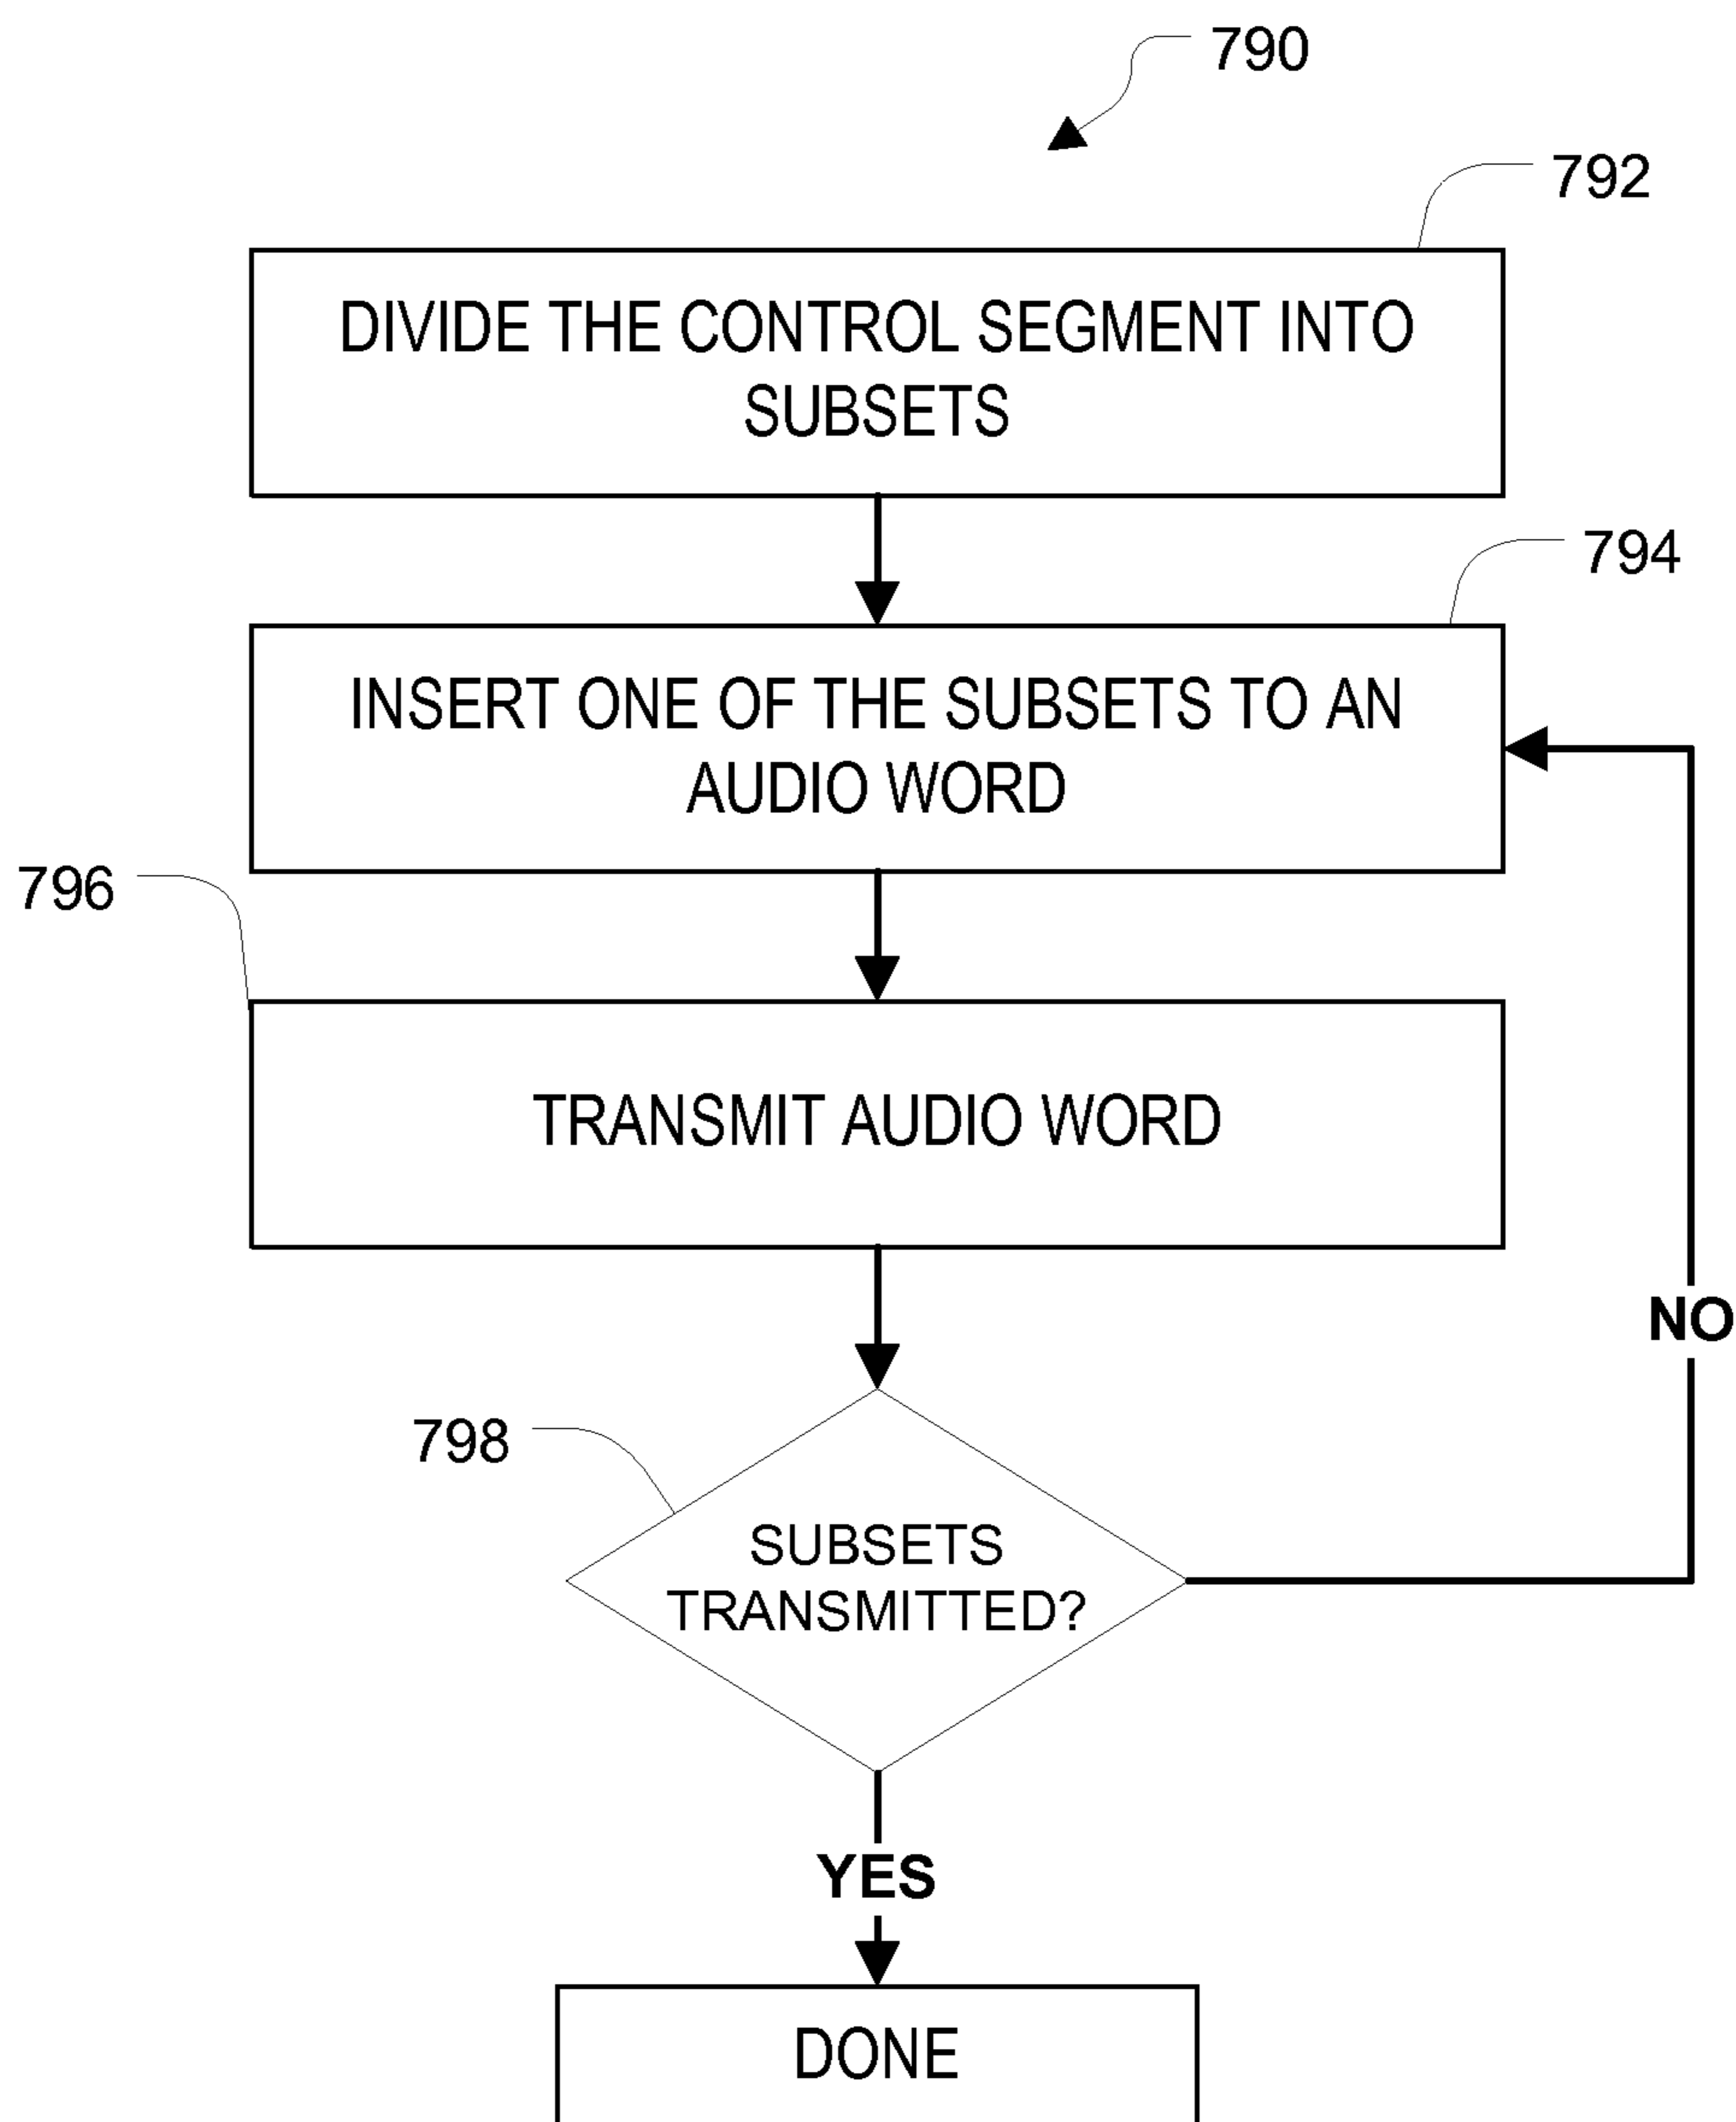 790
792
DIVIDE THE CONTROL SEGMENT INTO
SUBSETS
794
INSERT ONE OF THE SUBSETS TO AN
AUDIO WORD
796
TRANSMIT AUDIO WORD
NO
798
SUBSETS
TRANSMITTED?
YES
DONE